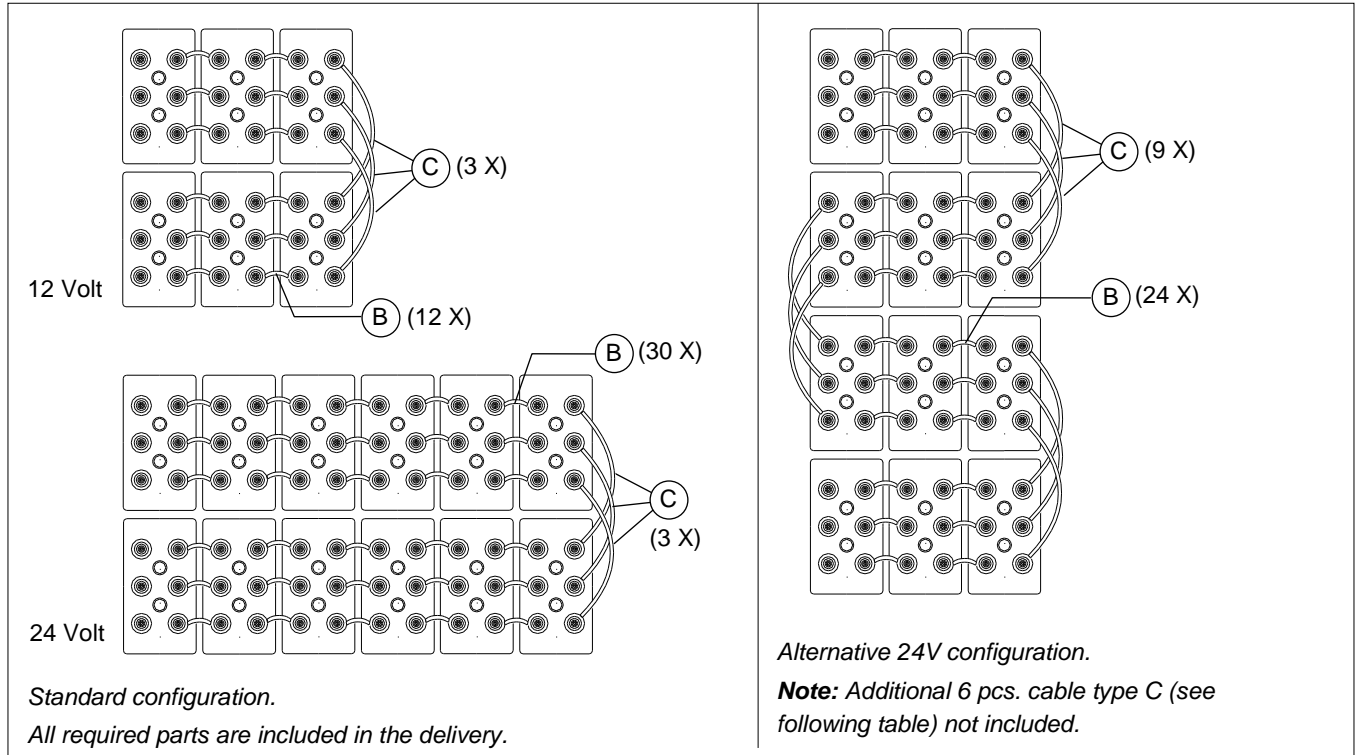 C (3 X)
12 Volt
B (12 X)
B (30 X)
C
(3 X)
24 Volt
Standard configuration.
All required parts are included in the delivery.
C (9 X)
B (24 X)
Alternative 24V configuration.
Note: Additional 6 pcs. cable type C (see
following table) not included.